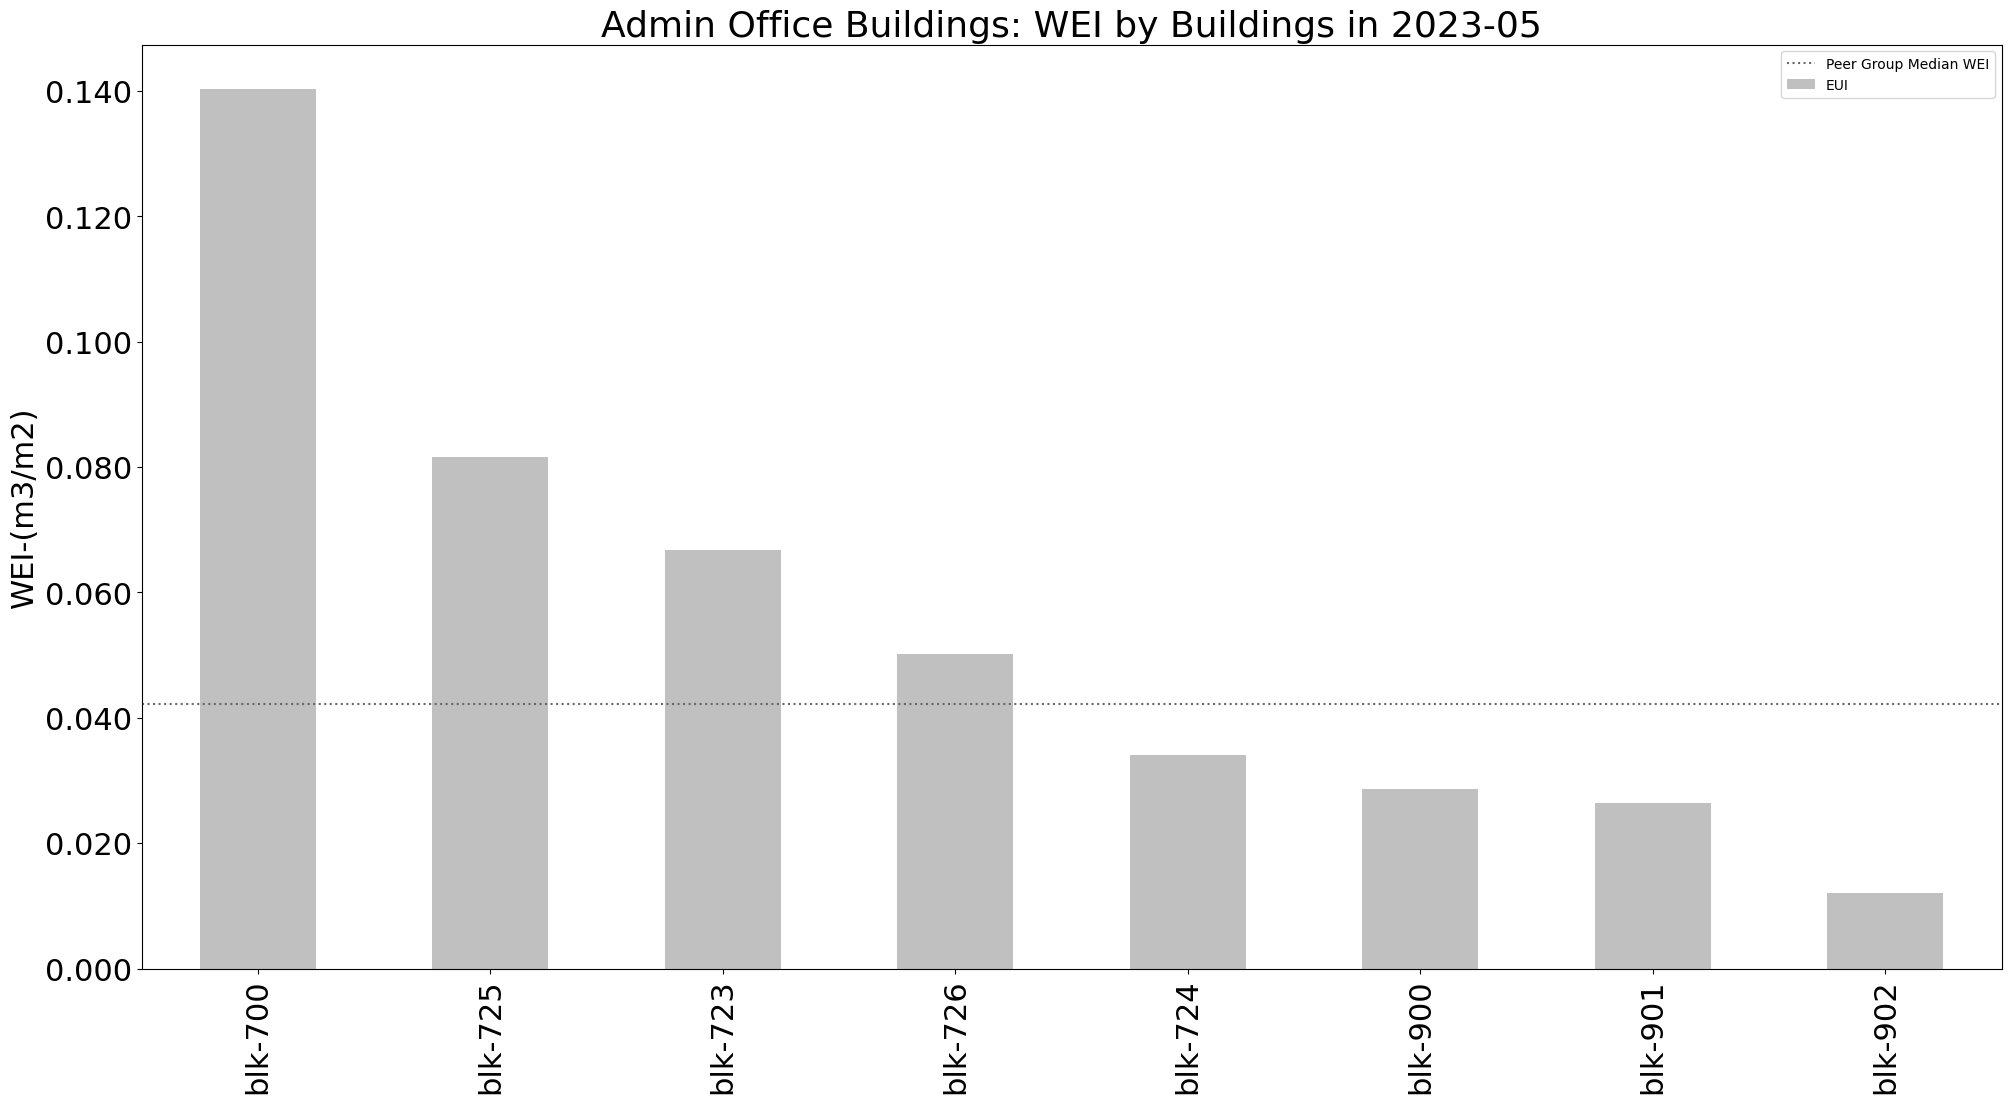 Admin Office Buildings: WEI by Buildings in 2023-05
Peer Group Median WEI
EUI
WEI-(m3/m2)
0.140
0.120
0.100
0.080
0.060
0.040
0.020
0.000
blk-700
blk-725
blk-723
blk-726
blk-724
blk-900
blk-901
blk-902